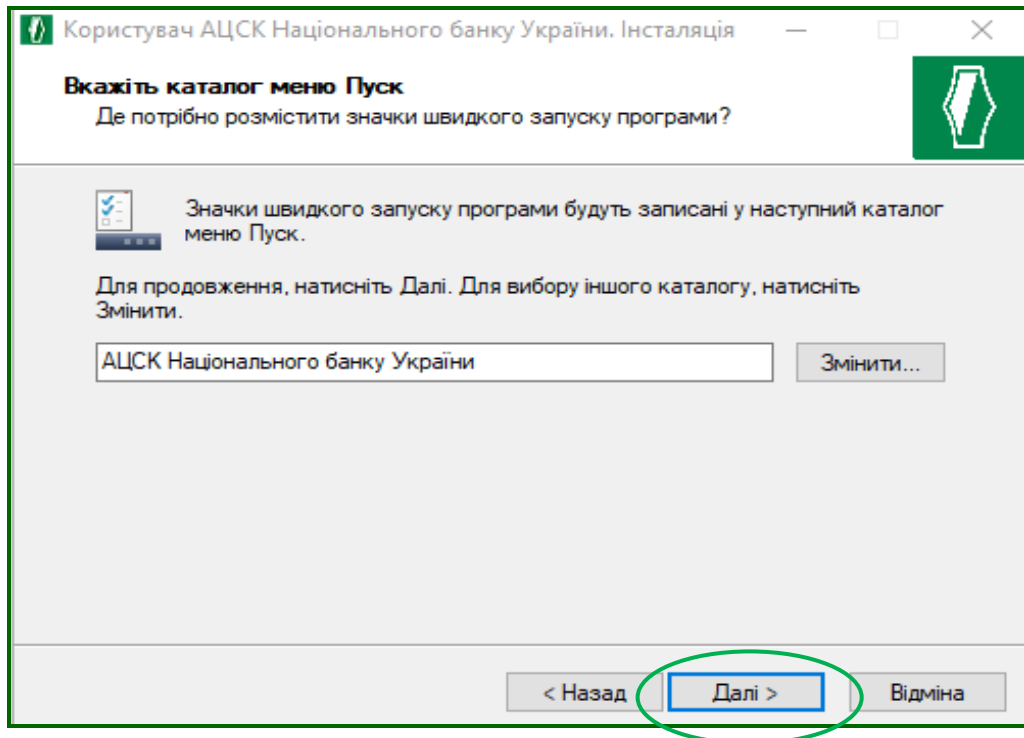 Користувач АЦСК Національного банку України. Інсталяція
Вкажіть каталог меню Пуск
Де потрібно розмістити значки швидкого запуску програми?
Значки швидкого запуску програми будуть записані у наступний каталог
меню Пуск.
Для продовження, натисніть Далі. Для вибору іншого каталогу, натисніть
Змінити.
АЦСК Національного банку України
Змінити...
< Назад
Далі >
Відміна